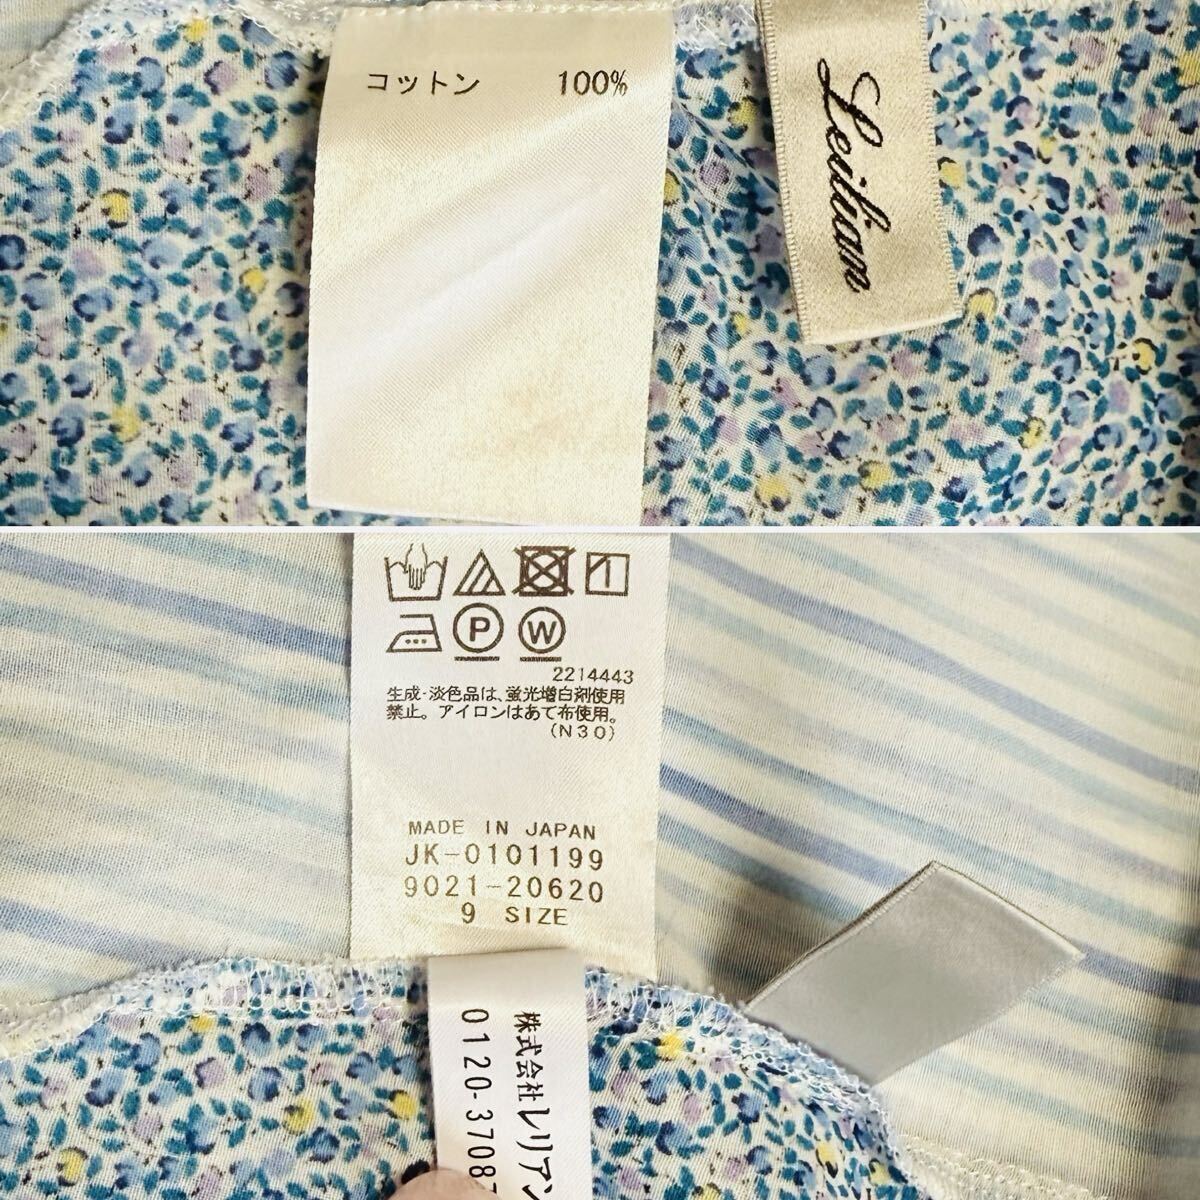 コットン 100%
Leilian
P W
2214443
生成・淡色品は、蛍光増白剤使用
禁止。アイロンはあて布使用。
(N30)
MADE IN JAPAN
JK-0101199
9021-20620
9 SIZE
株式会社レリアン
0120-37087